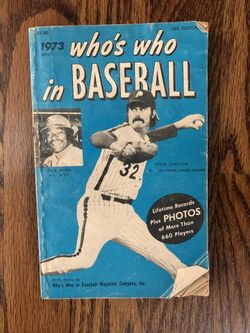 $1.00
58th EDITION
1973
who's who
in BASEBALL
DICK ALLEN
A.L. M.V.P.
32
STEVE CARLTON
Lifetime Records
Plus PHOTOS
of More Than
660 Players
PUBLISHED BY
Who's Who in Baseball Magazine Company, Inc.